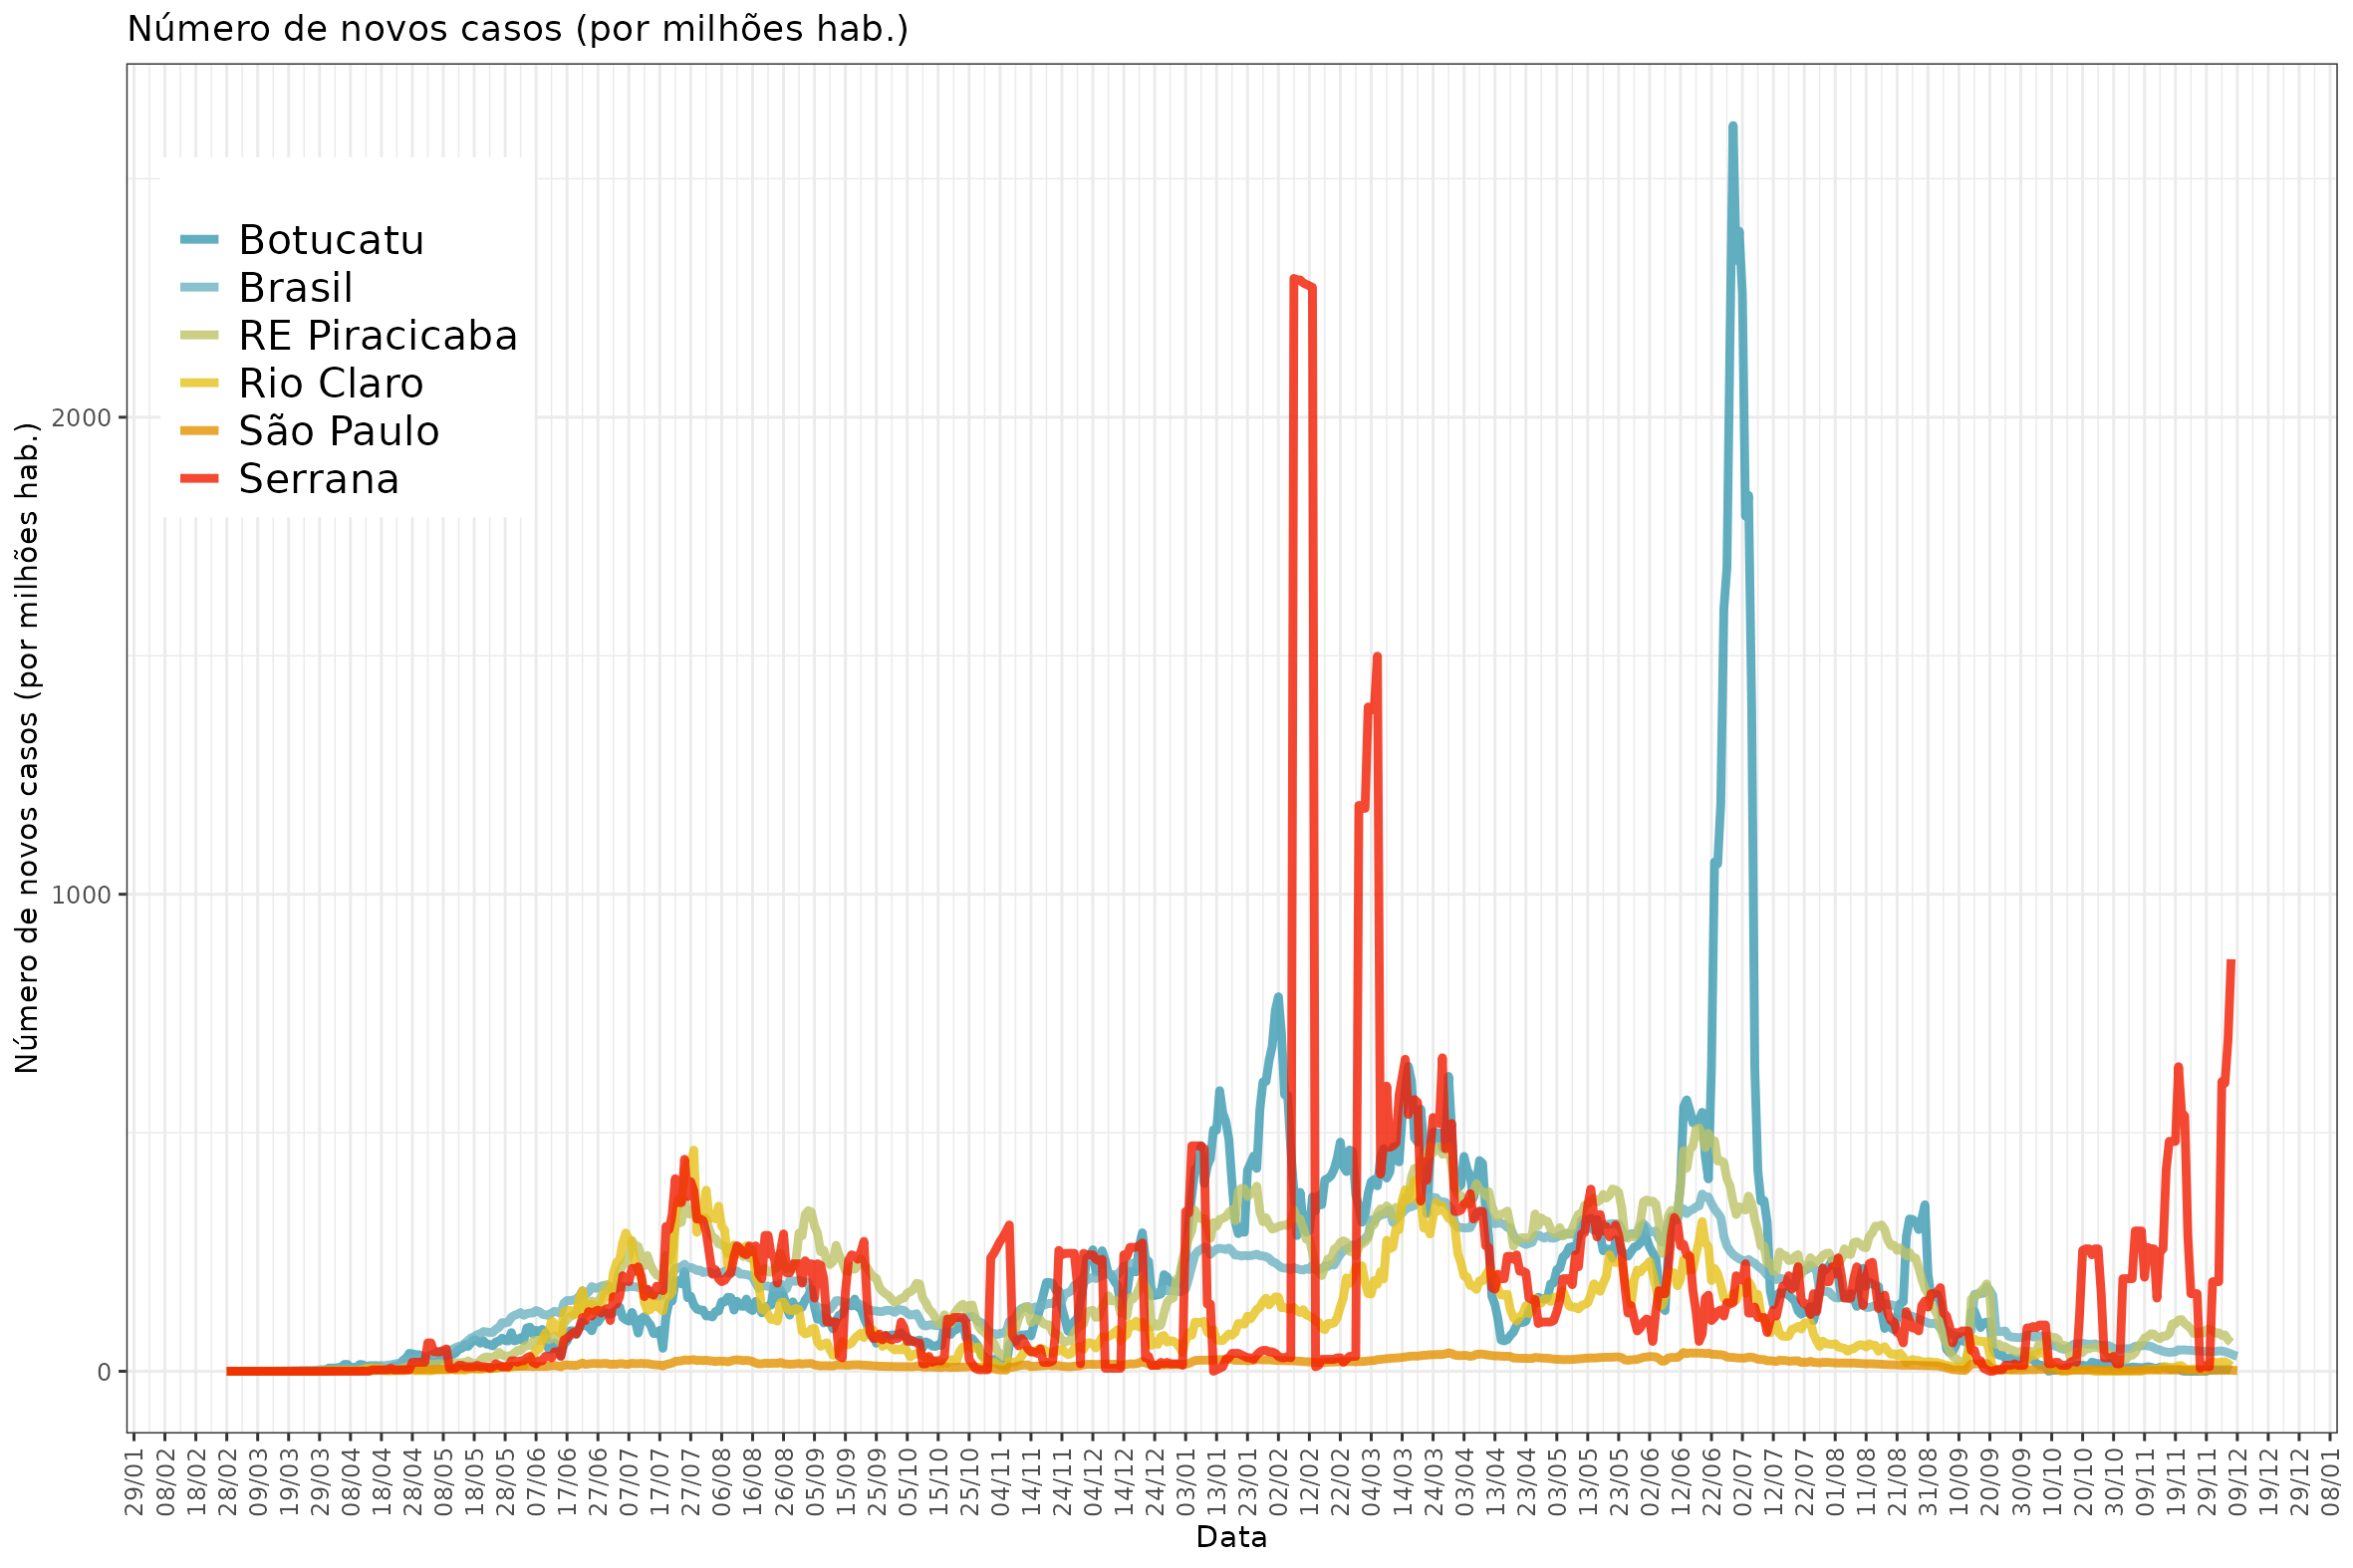 Número de novos casos (por milhões hab.)
Número de novos casos (por milhões hab.)
Botucatu
Brasil
RE Piracicaba
Rio Claro
São Paulo
Serrana
2000
1000
0
29/01 08/02 18/02 28/02 09/03 19/03 29/03 08/04 18/04 28/04 08/05 18/05 28/05 07/06 17/06 27/06 07/07 17/07 27/07 06/08 16/08 26/08 05/09 15/09 25/09 05/10 15/10 25/10 04/11 14/11 24/11 04/12 14/12 24/12 03/01 13/01 23/01 02/02 12/02 22/02 04/03 14/03 24/03 03/04 13/04 23/04 03/05 13/05 23/05 02/06 12/06 22/06 02/07 12/07 22/07 01/08 11/08 21/08 31/08 10/09 20/09 30/09 10/10 20/10 30/10 09/11 19/11 29/11 09/12 19/12 29/12 08/01
Data